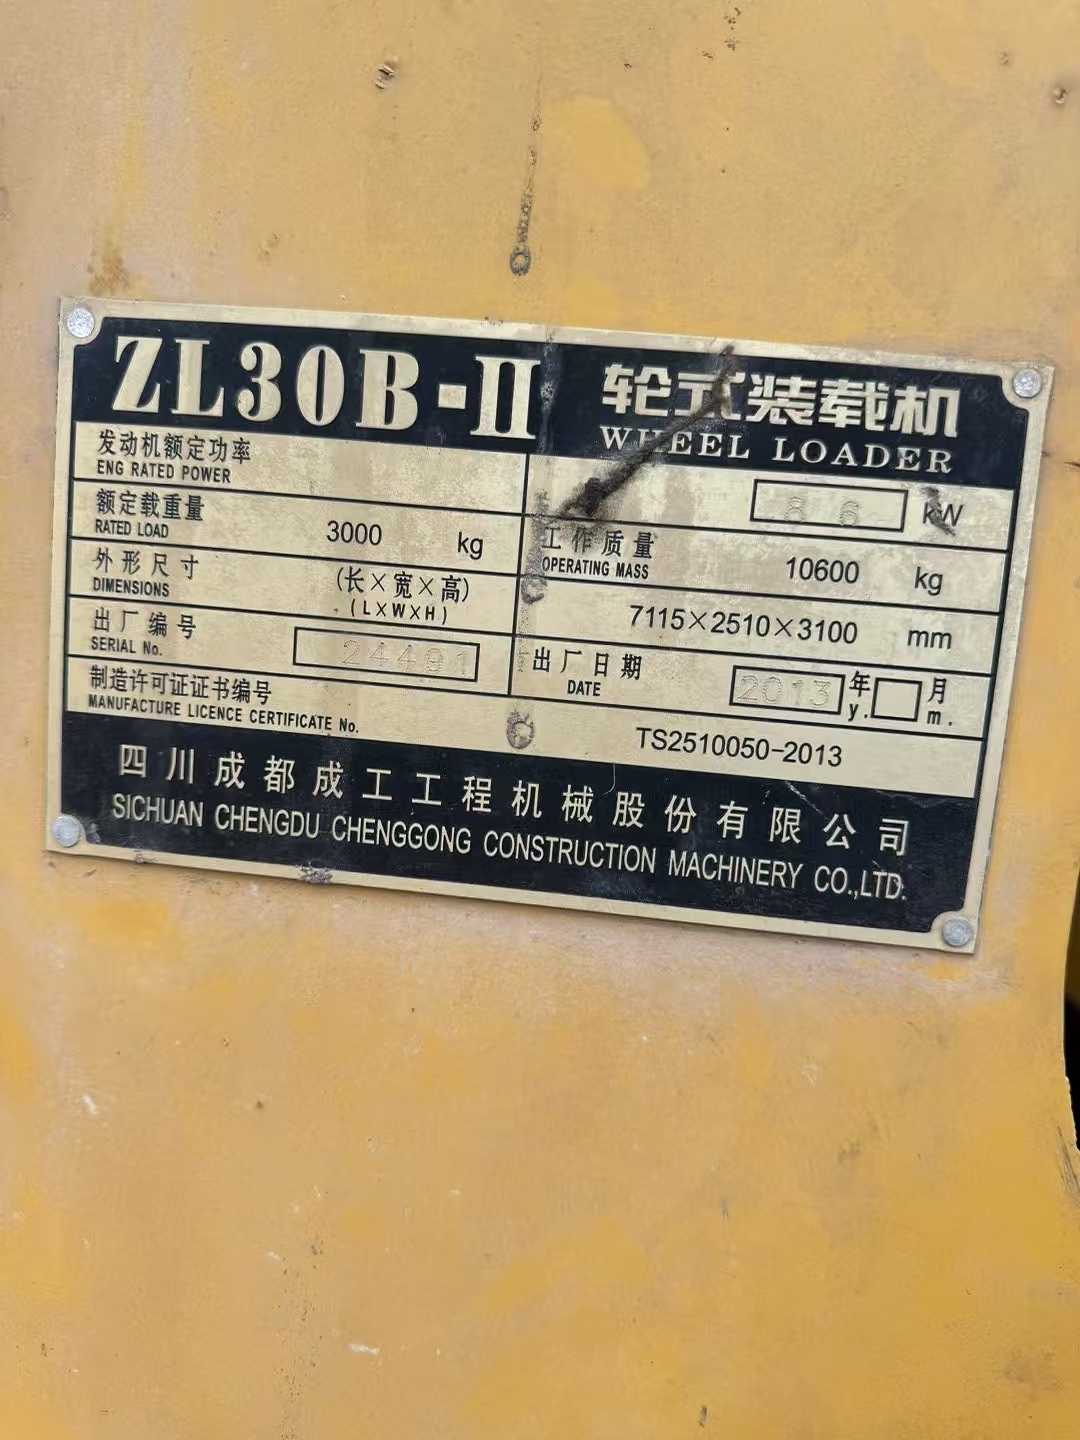 ZL30B-II 轮式装载机
WHEEL LOADER
发动机额定功率 86 kW
ENG RATED POWER
额定载重量 3000 kg 工作质量 10600 kg
RATED LOAD OPERATING MASS
外形尺寸 (长×宽×高) 7115×2510×3100 mm
DIMENSIONS (L×W×H)
出厂编号 24491 出厂日期 2013 年 月
SERIAL No. DATE y. m.
制造许可证证书编号 TS2510050-2013
MANUFACTURE LICENCE CERTIFICATE No.
四川成都成工工程机械股份有限公司
SICHUAN CHENGDU CHENGGONG CONSTRUCTION MACHINERY CO.,LTD.